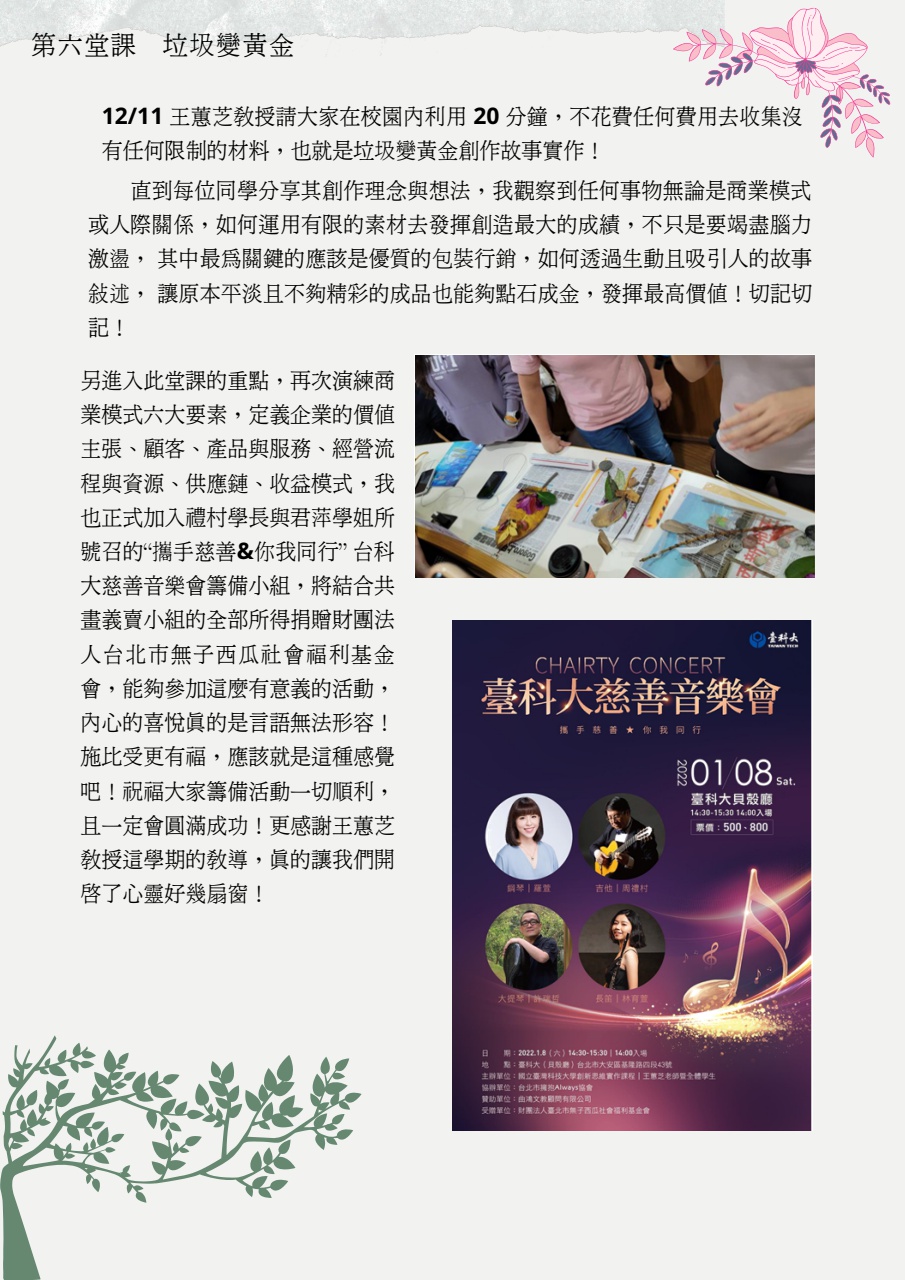 第六堂課　垃圾變黃金
12/11 王蕙芝教授請大家在校園內利用 20 分鐘，不花費任何費用去收集沒
有任何限制的材料，也就是垃圾變黃金創作故事實作！
直到每位同學分享其創作理念與想法，我觀察到任何事物無論是商業模式
或人際關係，如何運用有限的素材去發揮創造最大的成績，不只是要竭盡腦力
激盪， 其中最為關鍵的應該是優質的包裝行銷，如何透過生動且吸引人的故事
敍述， 讓原本平淡且不夠精彩的成品也能夠點石成金，發揮最高價值！切記切
記！
另進入此堂課的重點，再次演練商
業模式六大要素，定義企業的價值
主張、顧客、產品與服務、經營流
程與資源、供應鏈、收益模式，我
也正式加入禮村學長與君萍學姐所
號召的“攜手慈善&你我同行” 台科
大慈善音樂會籌備小組，將結合共
畫義賣小組的全部所得捐贈財團法
人台北市無子西瓜社會福利基金
會，能夠參加這麼有意義的活動，
內心的喜悅真的是言語無法形容！
施比受更有福，應該就是這種感覺
吧！祝福大家籌備活動一切順利，
且一定會圓滿成功！更感謝王蕙芝
教授這學期的教導，真的讓我們開
啓了心靈好幾扇窗！
臺科大
TAIWAN TECH
CHAIRTY CONCERT
臺科大慈善音樂會
攜手慈善★你我同行
2022 01/08 Sat.
臺科大貝殼廳
14:30-15:30 14:00入場
票價：500、800
鋼琴｜羅萱
吉他｜周禮村
大提琴｜
長笛｜林育萱
日　期：2022.1.8（六）14:30-15:30｜14:00入場
地　點：臺科大（貝殼廳）台北市大安區基隆路四段43號
主辦單位：國立臺灣科技大學創新思維實作課程｜王蕙芝老師暨全體學生
協辦單位：台北市擁抱Always協會
贊助單位：曲鴻文教顧問有限公司
受贈單位：財團法人臺北市無子西瓜社會福利基金會